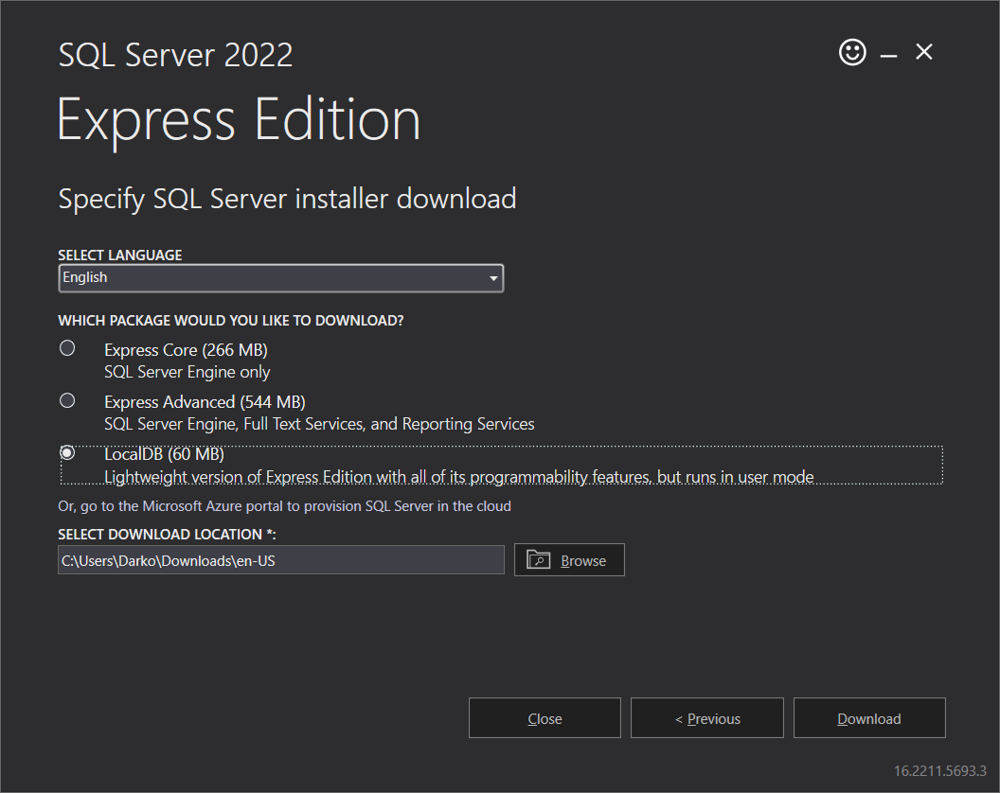 SQL Server 2022
Express Edition
Specify SQL Server installer download
SELECT LANGUAGE
English
WHICH PACKAGE WOULD YOU LIKE TO DOWNLOAD?
Express Core (266 MB)
SQL Server Engine only
Express Advanced (544 MB)
SQL Server Engine, Full Text Services, and Reporting Services
LocalDB (60 MB)
Lightweight version of Express Edition with all of its programmability features, but runs in user mode
Or, go to the Microsoft Azure portal to provision SQL Server in the cloud
SELECT DOWNLOAD LOCATION *:
C:\Users\Darko\Downloads\en-US
Browse
Close
< Previous
Download
16.2211.5693.3